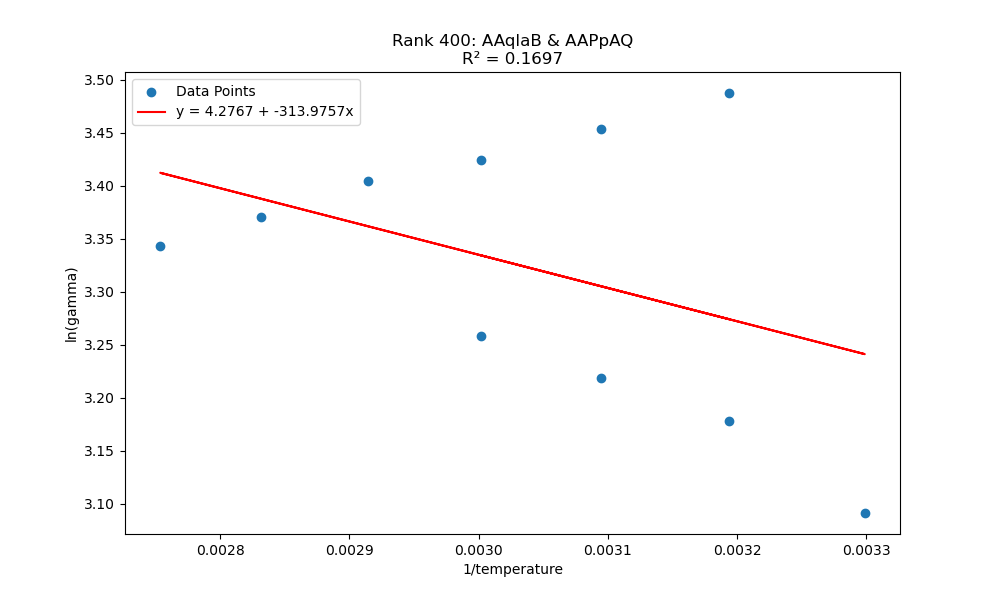 Rank 400: AAqlaB & AAPpAQ
R² = 0.1697
Data Points
y = 4.2767 + -313.9757x
3.50
3.45
3.40
3.35
3.30
3.25
3.20
3.15
3.10
ln(gamma)
0.0028
0.0029
0.0030
0.0031
0.0032
0.0033
1/temperature